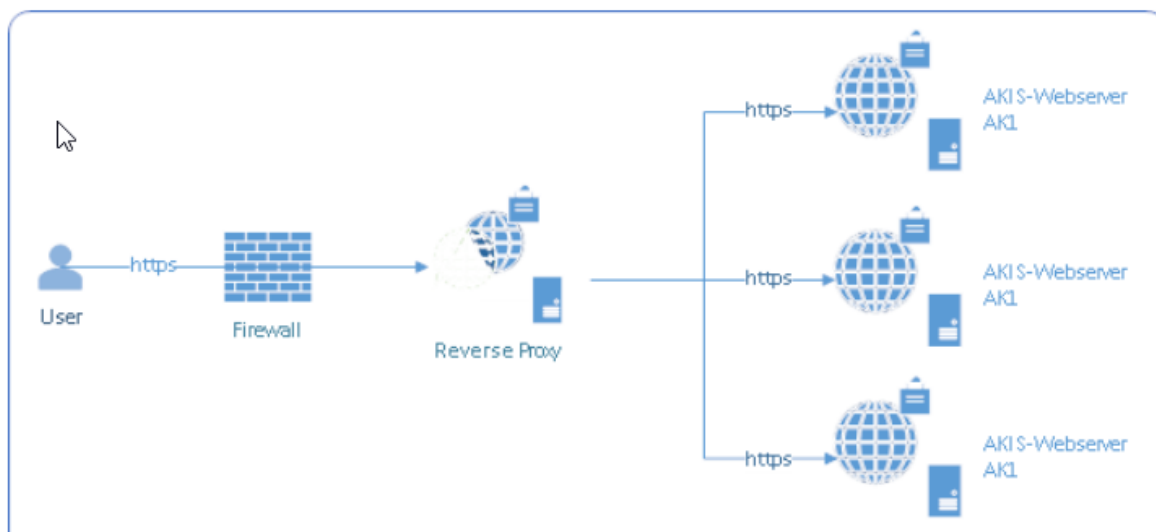 https
AKIS-Webserver
AK1
https
User
Firewall
Reverse Proxy
https
AKIS-Webserver
AK1
https
AKIS-Webserver
AK1